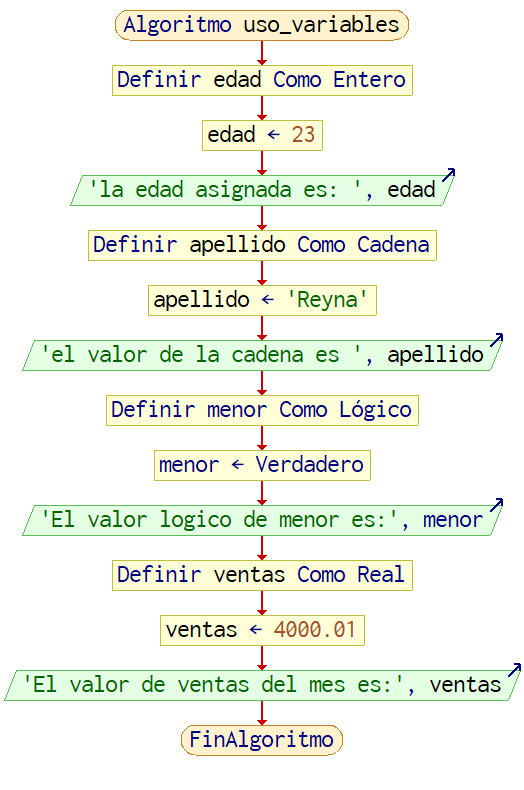 Algoritmo uso_variables
Definir edad Como Entero
edad ← 23
'la edad asignada es: ', edad
Definir apellido Como Cadena
apellido ← 'Reyna'
'el valor de la cadena es ', apellido
Definir menor Como Lógico
menor ← Verdadero
'El valor logico de menor es:', menor
Definir ventas Como Real
ventas ← 4000.01
'El valor de ventas del mes es:', ventas
FinAlgoritmo